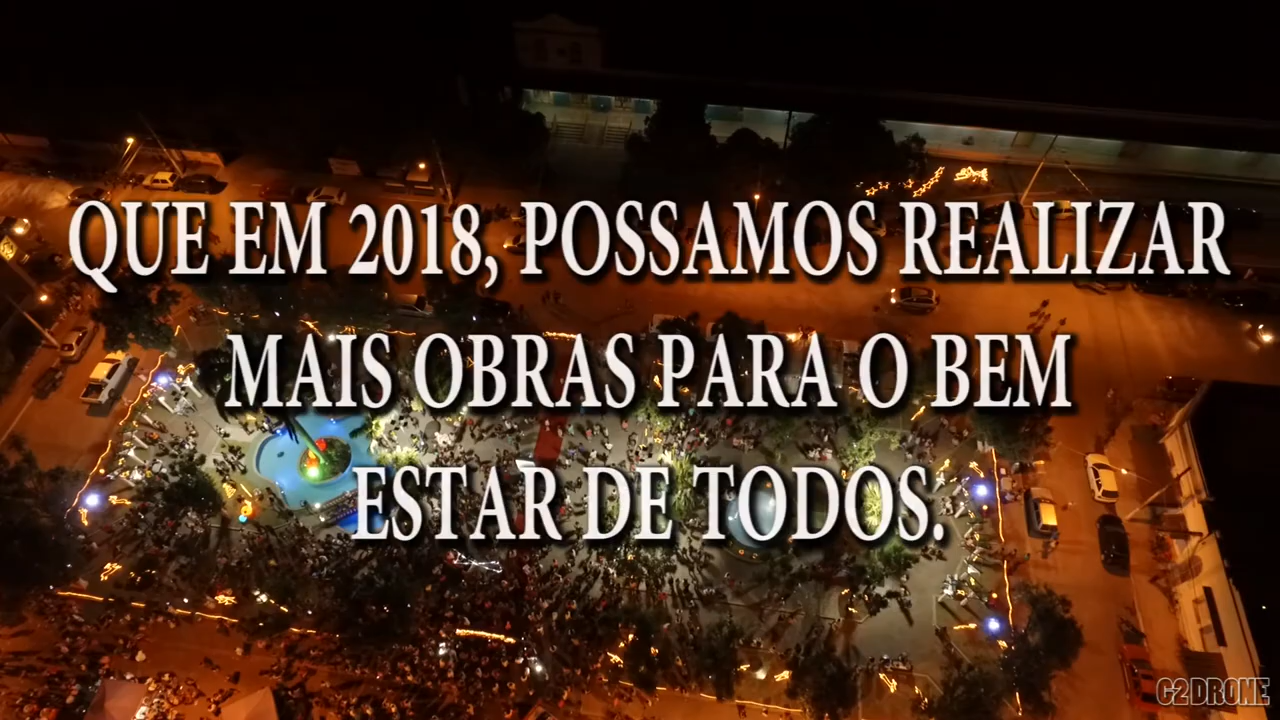 QUE EM 2018, POSSAMOS REALIZAR
MAIS OBRAS PARA O BEM
ESTAR DE TODOS.
C2DRONE